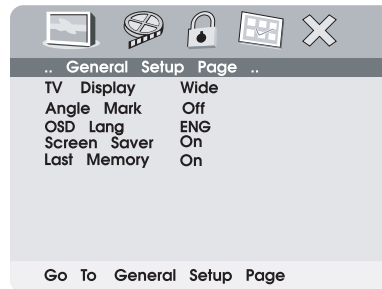 .. General Setup Page ..
TV Display Wide
Angle Mark Off
OSD Lang ENG
Screen Saver On
Last Memory On
Go To General Setup Page